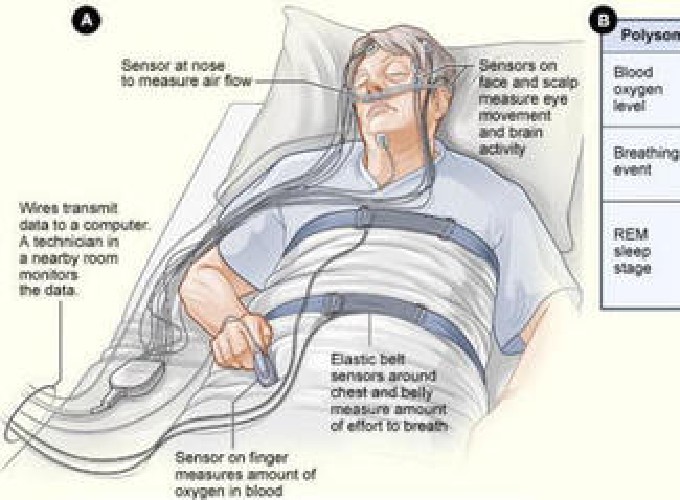 A
Sensor at nose
to measure air flow
Sensors on
face and scalp
measure eye
movement
and brain
activity
Wires transmit
data to a computer.
A technician in
a nearby room
monitors
the data.
Elastic belt
sensors around
chest and belly
measure amount
of effort to breath
Sensor on finger
measures amount of
oxygen in blood
B
Polysom
Blood
oxygen
level
Breathing
event
REM
sleep
stage